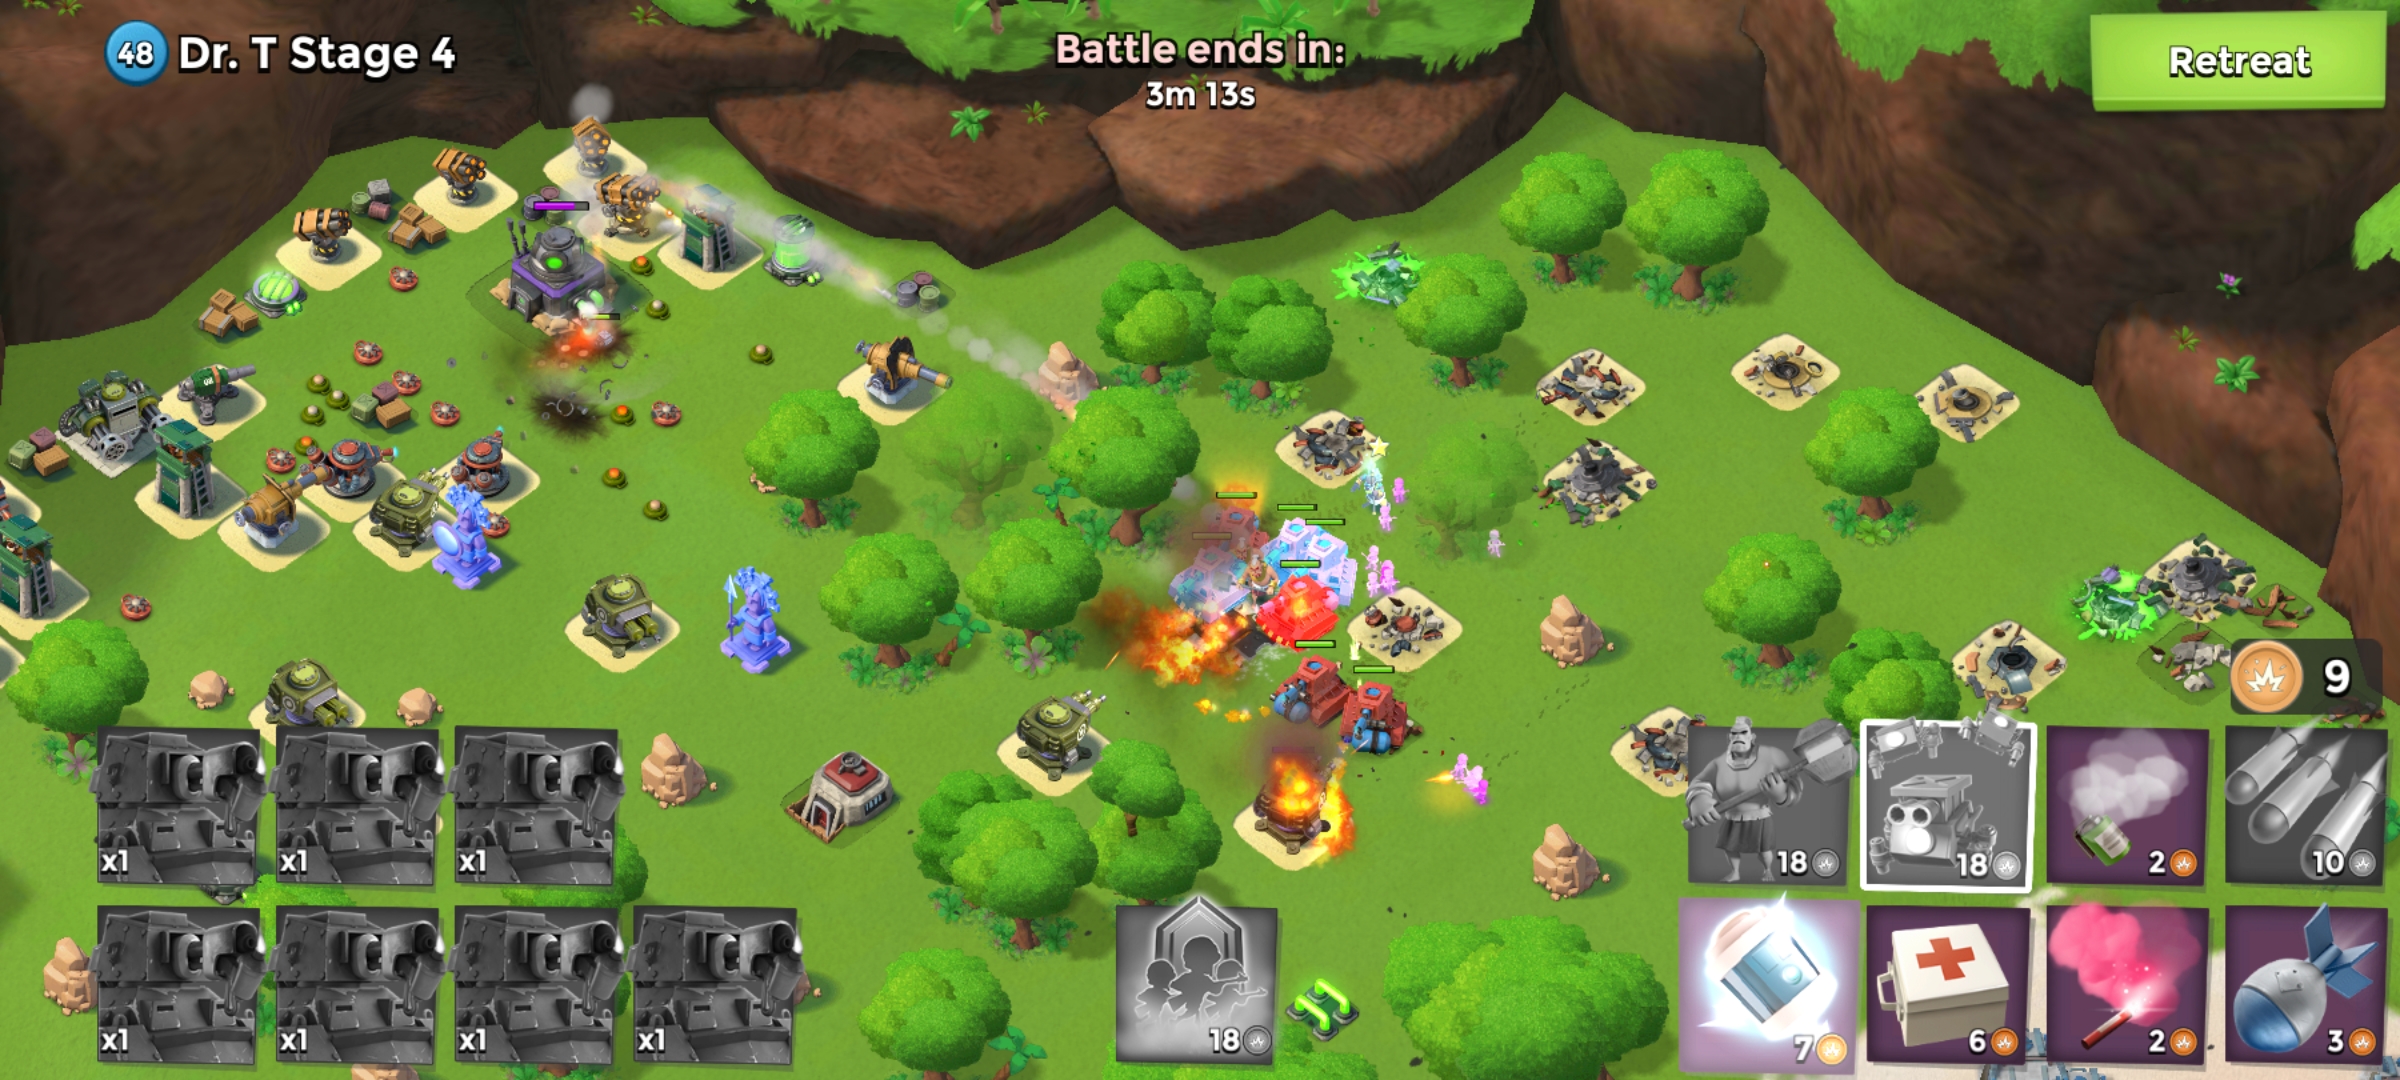 48 Dr. T Stage 4
Battle ends in:
3m 13s
Retreat
9
x1
x1
x1
18
18
2
10
x1
x1
x1
x1
18
7
6
2
3